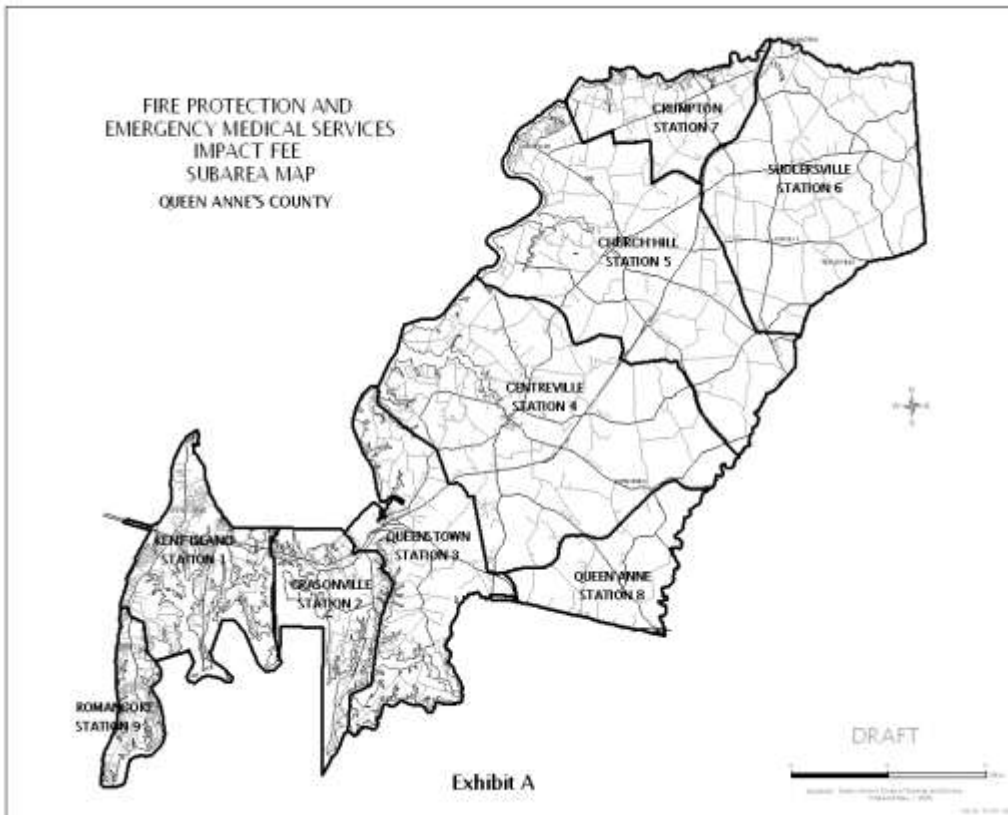 FIRE PROTECTION AND
EMERGENCY MEDICAL SERVICES
IMPACT FEE
SUBAREA MAP
QUEEN ANNE'S COUNTY
CRUMPTON
STATION 7
SUDLERSVILLE
STATION 6
CHURCH HILL
STATION 5
CENTREVILLE
STATION 4
KENT ISLAND
STATION 1
QUEENSTOWN
STATION 3
GRASONVILLE
STATION 2
QUEEN ANNE
STATION 8
ROMANCOKE
STATION 9
DRAFT
Exhibit A